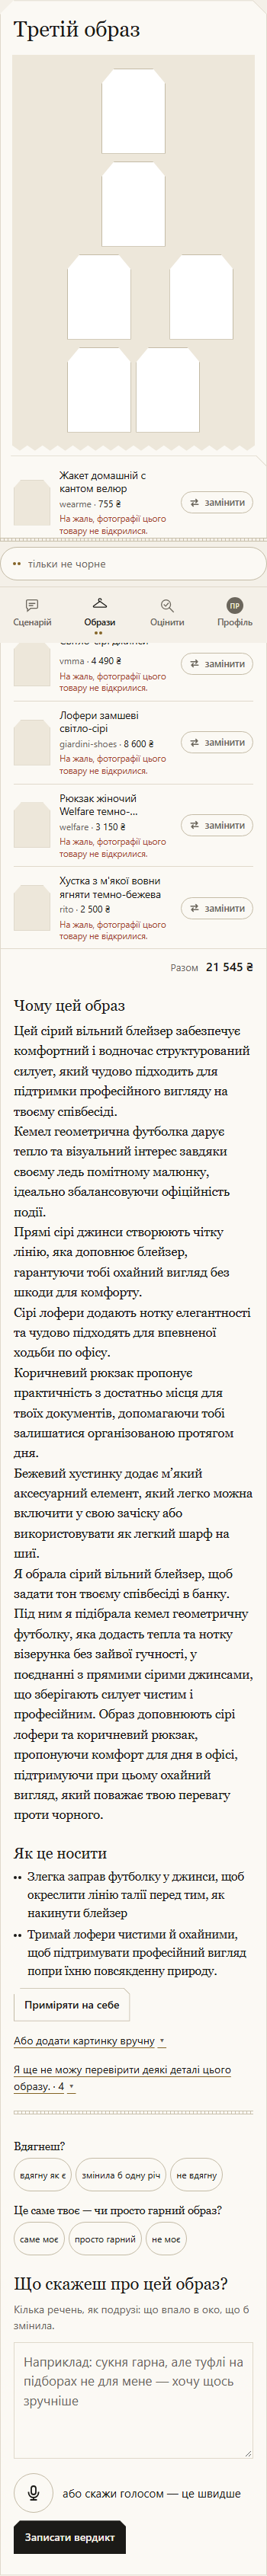 Третій образ
Жакет домашній с
кантом велюр
wearme · 755 ₴
На жаль, фотографії цього
товару не відкрилися.
замінити
тільки не чорне
Сценарій
Образи
Оцінити
ПР
Профіль
vmma · 4 490 ₴
На жаль, фотографії цього
товару не відкрилися.
замінити
Лофери замшеві
світло-сірі
giardini-shoes · 8 600 ₴
На жаль, фотографії цього
товару не відкрилися.
замінити
Рюкзак жіночий
Welfare темно-...
welfare · 3 150 ₴
На жаль, фотографії цього
товару не відкрилися.
замінити
Хустка з м'якої вовни
ягняти темно-бежева
rito · 2 500 ₴
На жаль, фотографії цього
товару не відкрилися.
замінити
Разом 21 545 ₴
Чому цей образ
Цей сірий вільний блейзер забезпечує
комфортний і водночас структурований
силует, який чудово підходить для
підтримки професійного вигляду на
твоєму співбесіді.
Кемел геометрична футболка дарує
тепло та візуальний інтерес завдяки
своєму ледь помітному малюнку,
ідеально збалансовуючи офіційність
події.
Прямі сірі джинси створюють чітку
лінію, яка доповнює блейзер,
гарантуючи тобі охайний вигляд без
шкоди для комфорту.
Сірі лофери додають нотку елегантності
та чудово підходять для впевненої
ходьби по офісу.
Коричневий рюкзак пропонує
практичність з достатньо місця для
твоїх документів, допомагаючи тобі
залишатися організованою протягом
дня.
Бежевий хустинку додає м’який
аксесуарний елемент, який легко можна
включити у свою зачіску або
використовувати як легкий шарф на
шиї.
Я обрала сірий вільний блейзер, щоб
задати тон твоєму співбесіді в банку.
Під ним я підібрала кемел геометричну
футболку, яка додасть тепла та нотку
візерунка без зайвої гучності, у
поєднанні з прямими сірими джинсами,
що зберігають силует чистим і
професійним. Образ доповнюють сірі
лофери та коричневий рюкзак,
пропонуючи комфорт для дня в офісі,
підтримуючи при цьому охайний
вигляд, який поважає твою перевагу
проти чорного.
Як це носити
Злегка заправ футболку у джинси, щоб
окреслити лінію талії перед тим, як
накинути блейзер
Тримай лофери чистими й охайними,
щоб підтримувати професійний вигляд
попри їхню повсякденну природу.
Приміряти на себе
Або додати картинку вручну
Я ще не можу перевірити деякі деталі цього
образу. · 4
Вдягнеш?
вдягну як є
змінила б одну річ
не вдягну
Це саме твоє — чи просто гарний образ?
саме моє
просто гарний
не моє
Що скажеш про цей образ?
Кілька речень, як подрузі: що впало в око, що б
змінила.
Наприклад: сукня гарна, але туфлі на
підборах не для мене — хочу щось
зручніше
або скажи голосом — це швидше
Записати вердикт